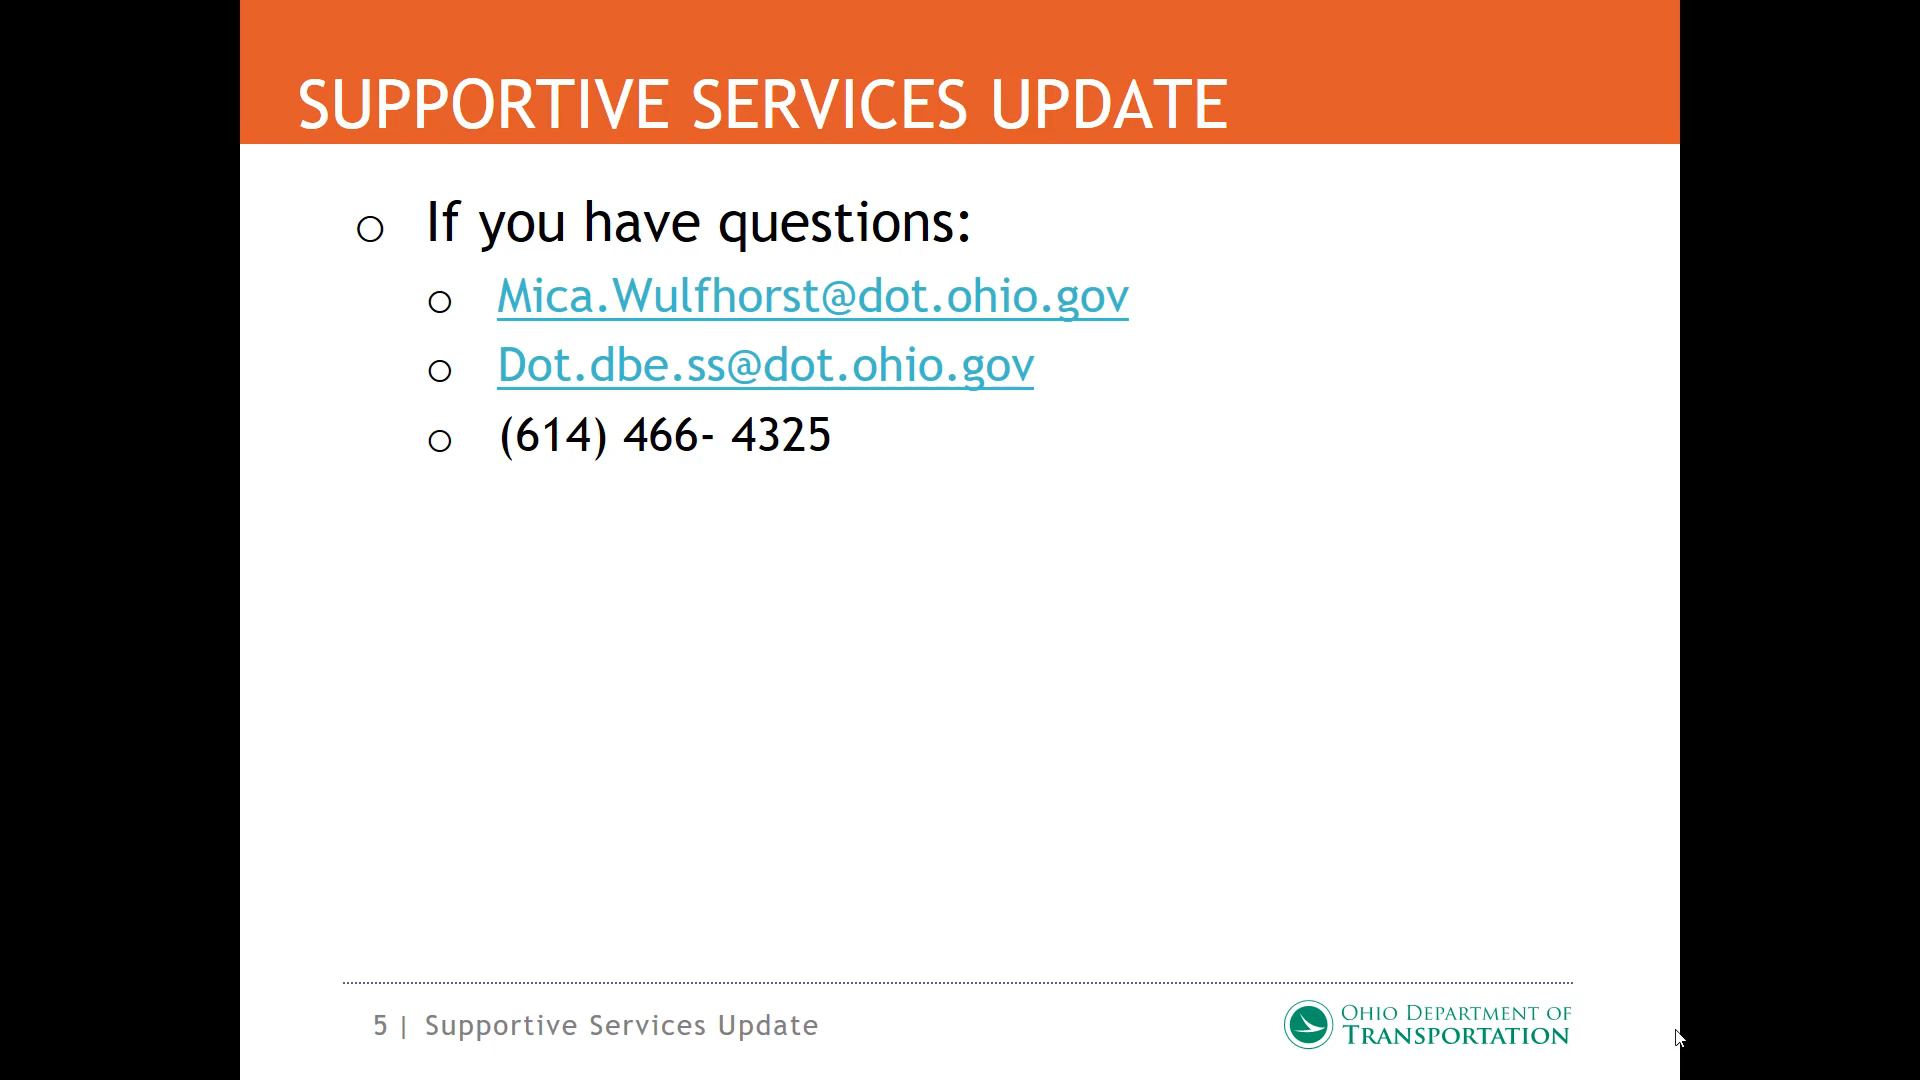 SUPPORTIVE SERVICES UPDATE
If you have questions:
Mica.Wulfhorst@dot.ohio.gov
Dot.dbe.ss@dot.ohio.gov
(614) 466- 4325
5 | Supportive Services Update
OHIO DEPARTMENT OF
TRANSPORTATION